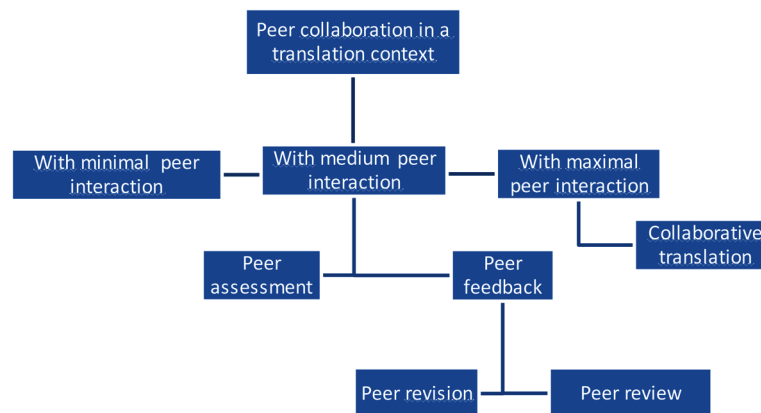 Peer collaboration in a
translation context
With minimal peer
interaction
With medium peer
interaction
With maximal
peer interaction
Collaborative
translation
Peer
assessment
Peer
feedback
Peer revision
Peer review